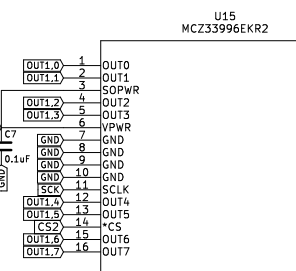 U15
MCZ33996EKR2
OUT1,0 1 OUT0
OUT1,1 2 OUT1
3 SOPWR
OUT1,2 4 OUT2
OUT1,3 5 OUT3
6 VPWR
C7
GND 7 GND
GND 8 GND
0.1uF
GND 9 GND
GND 10 GND
GND
SCK 11 SCLK
OUT1,4 12 OUT4
OUT1,5 13 OUT5
CS2 14 *CS
OUT1,6 15 OUT6
OUT1,7 16 OUT7